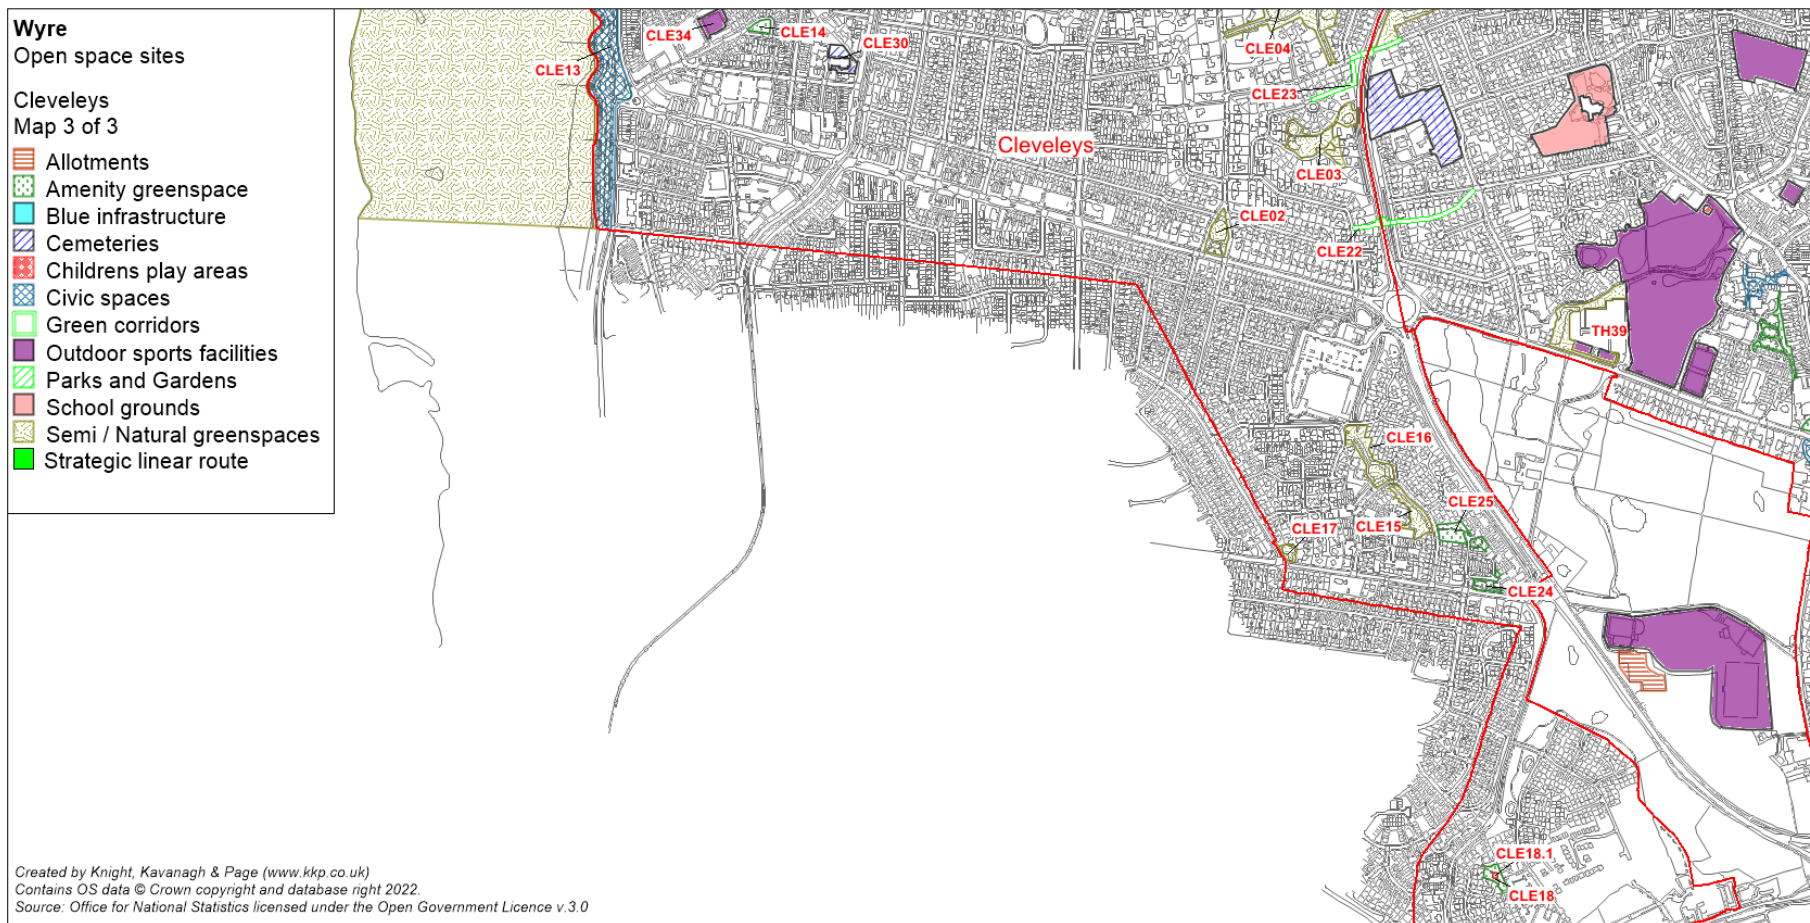 Wyre
Open space sites
Cleveleys
Map 3 of 3
Allotments
Amenity greenspace
Blue infrastructure
Cemeteries
Childrens play areas
Civic spaces
Green corridors
Outdoor sports facilities
Parks and Gardens
School grounds
Semi / Natural greenspaces
Strategic linear route
CLE34
CLE14
CLE30
CLE13
CLE04
CLE23
Cleveleys
CLE03
CLE02
CLE22
TH39
CLE16
CLE25
CLE15
CLE17
CLE24
CLE18.1
CLE18
Created by Knight, Kavanagh & Page (www.kkp.co.uk)
Contains OS data © Crown copyright and database right 2022.
Source: Office for National Statistics licensed under the Open Government Licence v.3.0